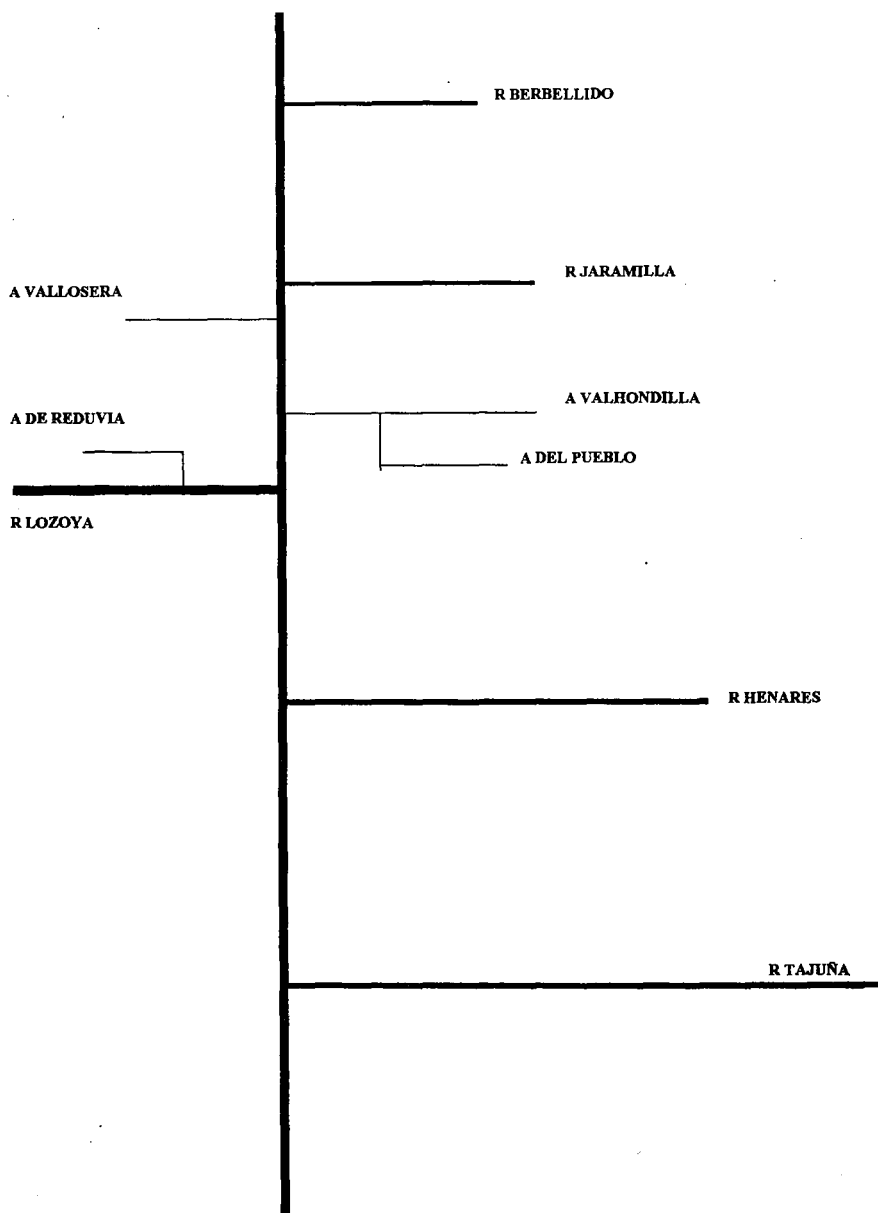 R BERBELLIDO
R JARAMILLA
A VALLOSERA
A VALHONDILLA
A DE REDUVIA
A DEL PUEBLO
R LOZOYA
R HENARES
R TAJUÑA